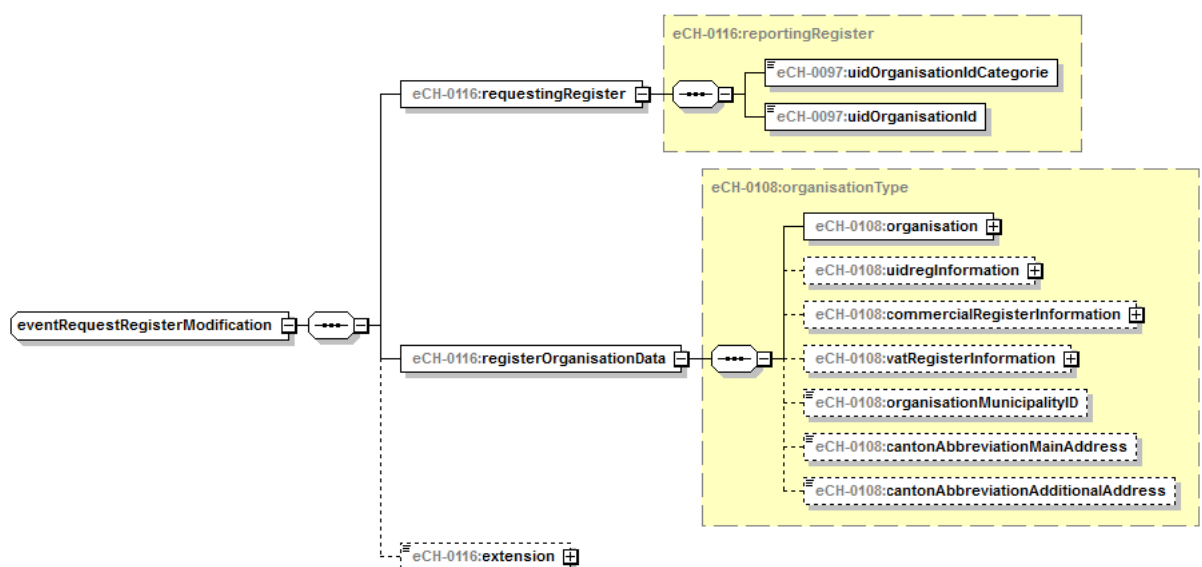 eCH-0116:reportingRegister
eCH-0097:uidOrganisationIdCategorie
eCH-0116:requestingRegister
eCH-0097:uidOrganisationId
eCH-0108:organisationType
eCH-0108:organisation
eCH-0108:uidregInformation
eCH-0108:commercialRegisterInformation
eventRequestRegisterModification
eCH-0116:registerOrganisationData
eCH-0108:vatRegisterInformation
eCH-0108:organisationMunicipalityID
eCH-0108:cantonAbbreviationMainAddress
eCH-0108:cantonAbbreviationAdditionalAddress
eCH-0116:extension